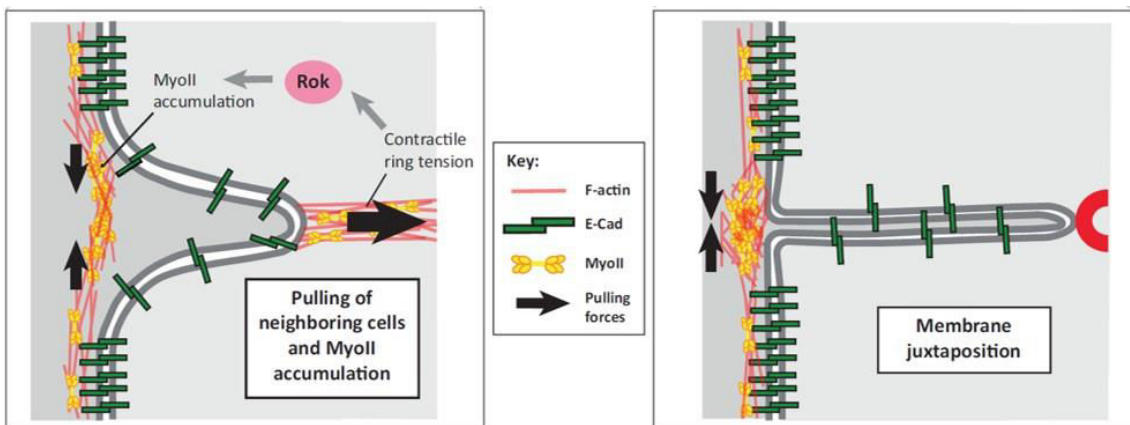 MyoII
accumulation
Rok
Contractile
ring tension
Pulling of
neighboring cells
and MyoII
accumulation
Key:
F-actin
E-Cad
MyoII
Pulling
forces
Membrane
juxtaposition